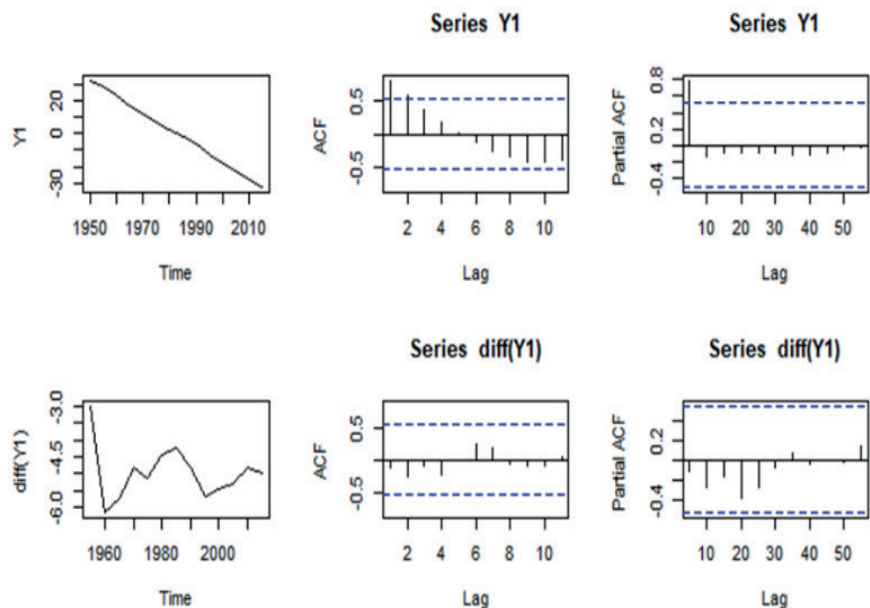 Series Y1
Series Y1
Y1
20
0
-30
1950 1970 1990 2010
Time
ACF
0.5
-0.5
2 4 6 8 10
Lag
Partial ACF
0.8
0.2
-0.4
10 20 30 40 50
Lag
Series diff(Y1)
Series diff(Y1)
diff(Y1)
-3.0
-4.5
-6.0
1960 1980 2000
Time
ACF
0.5
-0.5
2 4 6 8 10
Lag
Partial ACF
0.2
-0.4
10 20 30 40 50
Lag